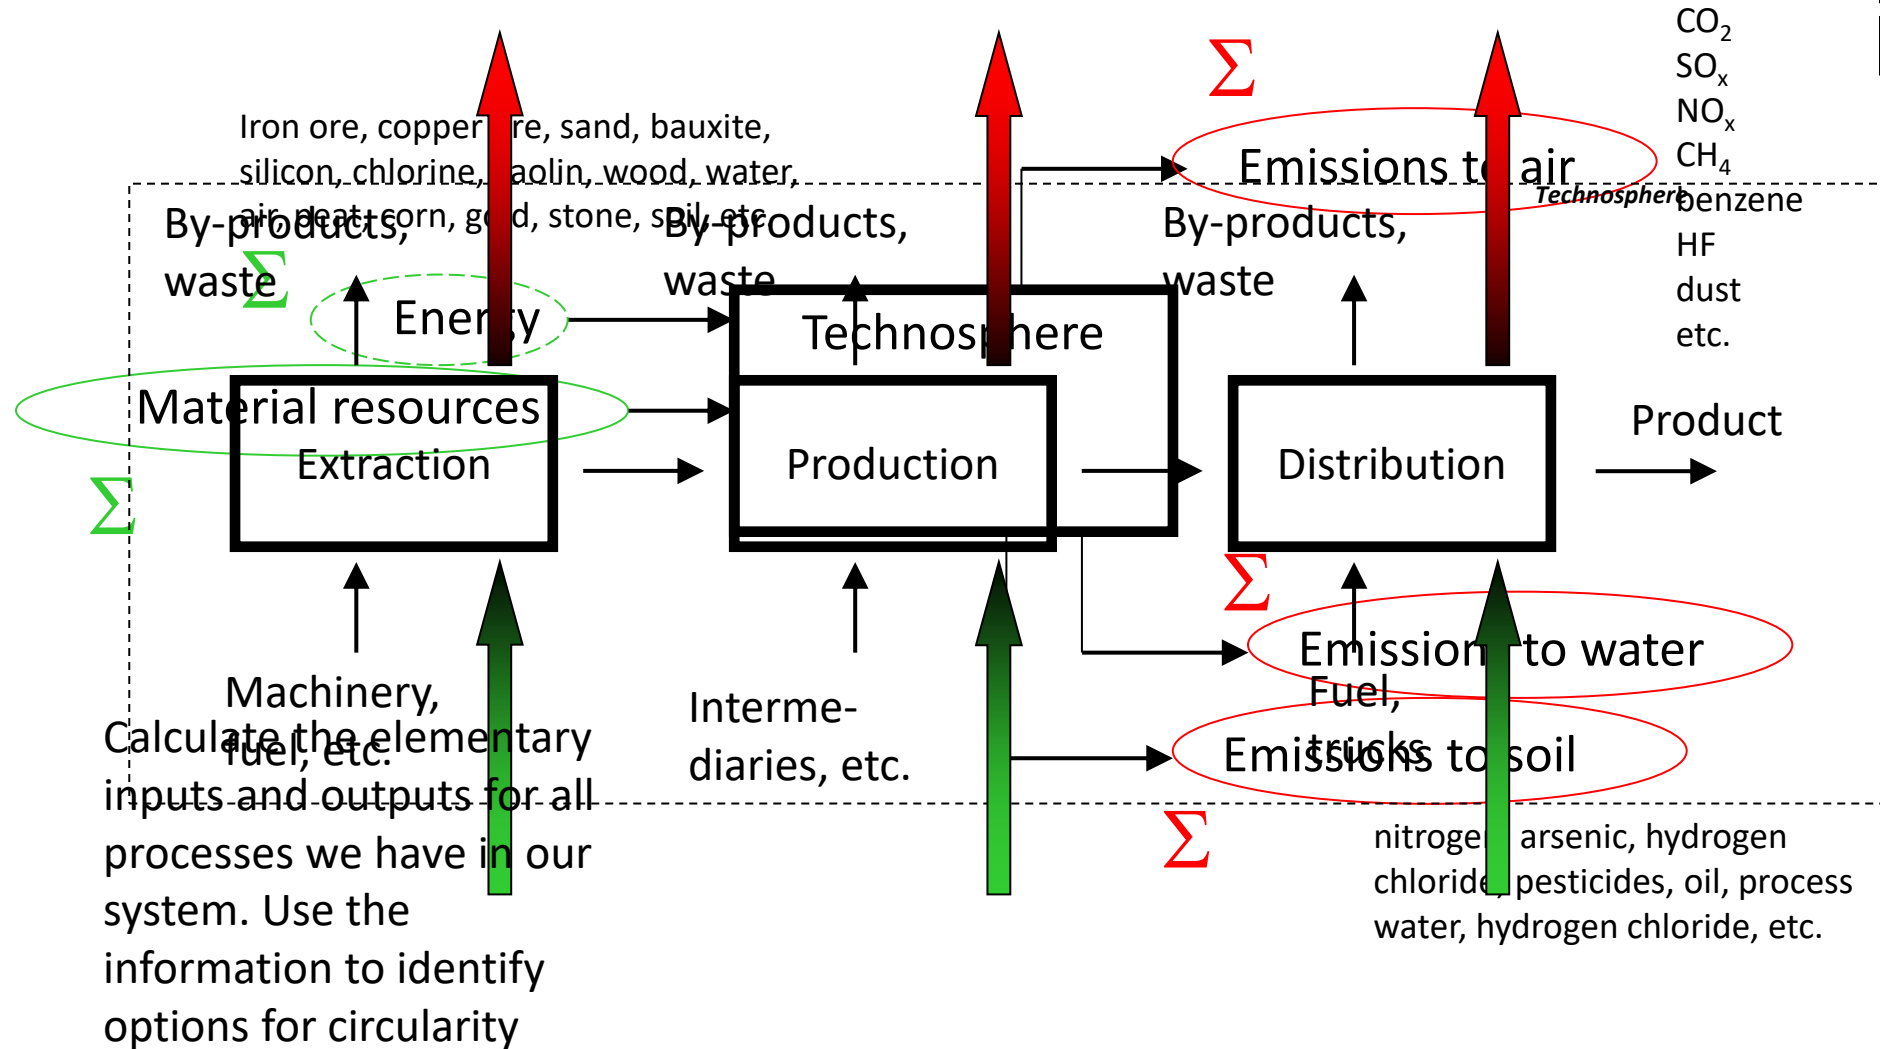 CO₂
SOₓ
NOₓ
CH₄
benzene
HF
dust
etc.
Σ
Iron ore, copper ore, sand, bauxite,
silicon, chlorine, kaolin, wood, water,
air, peat, corn, gold, stone, soil, etc.
Emissions to air
Technosphere
By-products,
waste
By-products,
waste
By-products,
waste
Σ
Energy
Technosphere
Material resources
Extraction
Production
Distribution
Product
Σ
Σ
Emissions to water
Machinery,
fuel, etc.
Interme-
diaries, etc.
Fuel,
trucks
Emissions to soil
Σ
Calculate the elementary
inputs and outputs for all
processes we have in our
system. Use the
information to identify
options for circularity
nitrogen, arsenic, hydrogen
chloride, pesticides, oil, process
water, hydrogen chloride, etc.